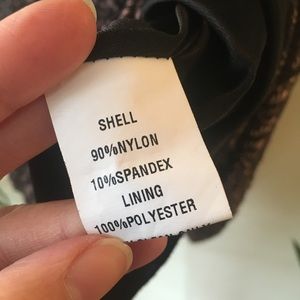 SHELL
90%NYLON
10%SPANDEX
LINING
100%POLYESTER